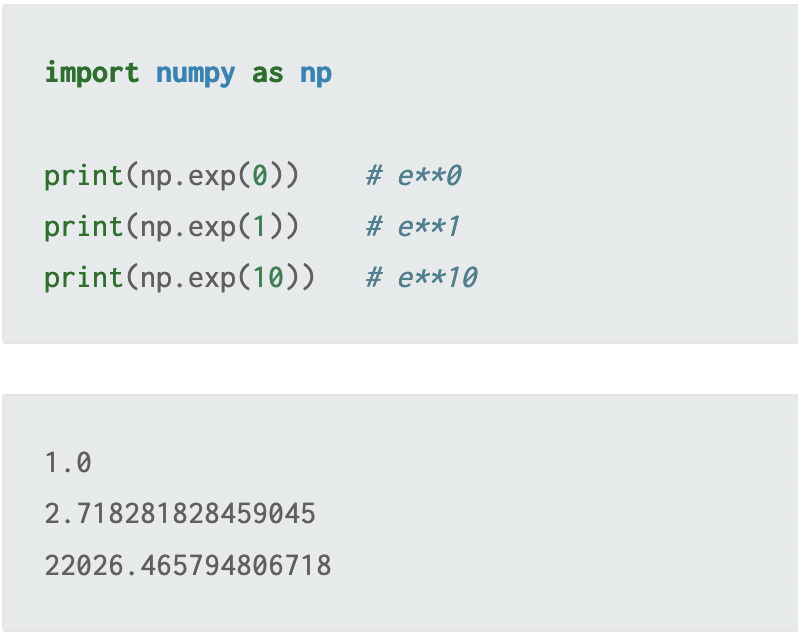 import numpy as np
print(np.exp(0))    # e**0
print(np.exp(1))    # e**1
print(np.exp(10))   # e**10
1.0
2.718281828459045
22026.465794806718